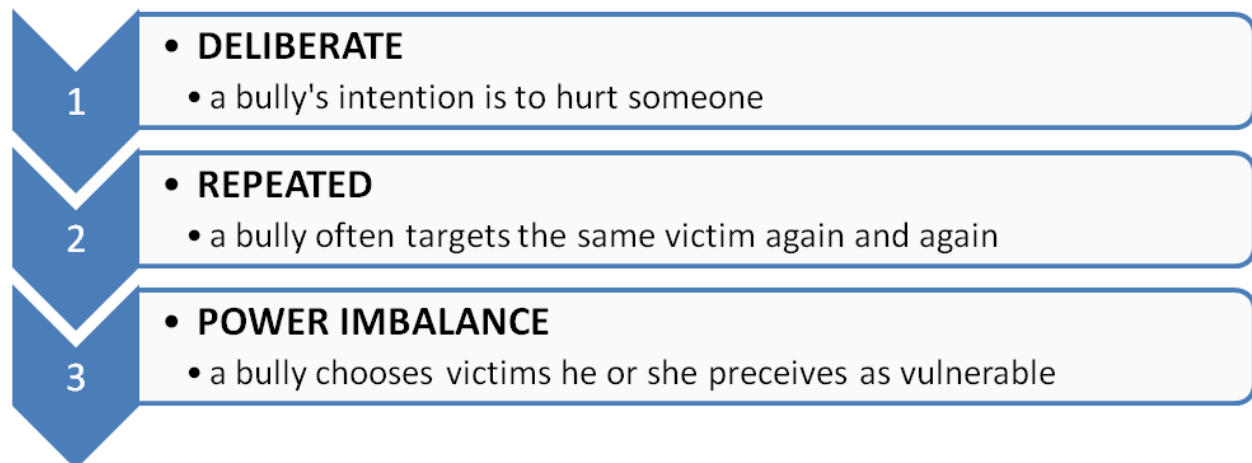 1
• DELIBERATE
• a bully's intention is to hurt someone
2
• REPEATED
• a bully often targets the same victim again and again
3
• POWER IMBALANCE
• a bully chooses victims he or she preceives as vulnerable